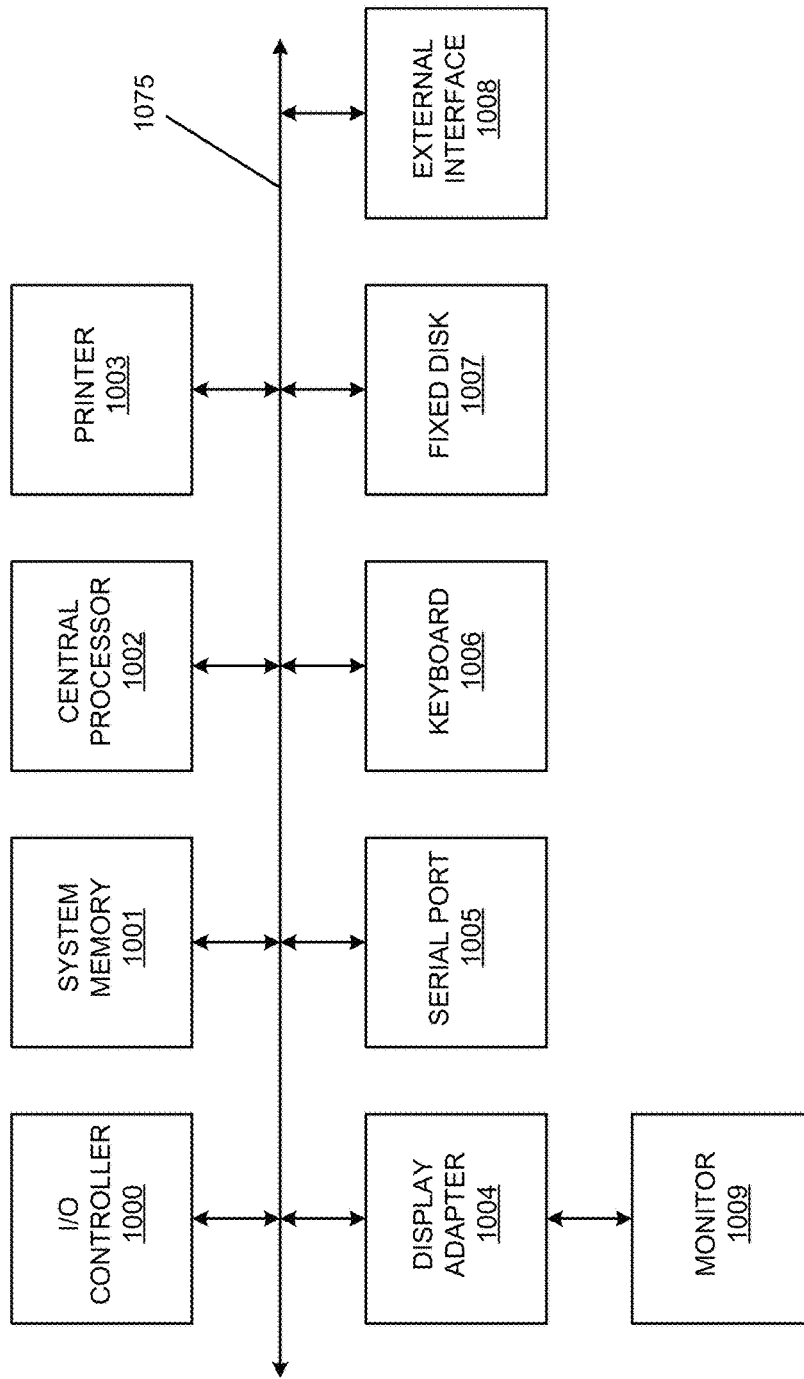 I/O
CONTROLLER
1000
SYSTEM
MEMORY
1001
CENTRAL
PROCESSOR
1002
PRINTER
1003
1075
DISPLAY
ADAPTER
1004
SERIAL PORT
1005
KEYBOARD
1006
FIXED DISK
1007
EXTERNAL
INTERFACE
1008
MONITOR
1009